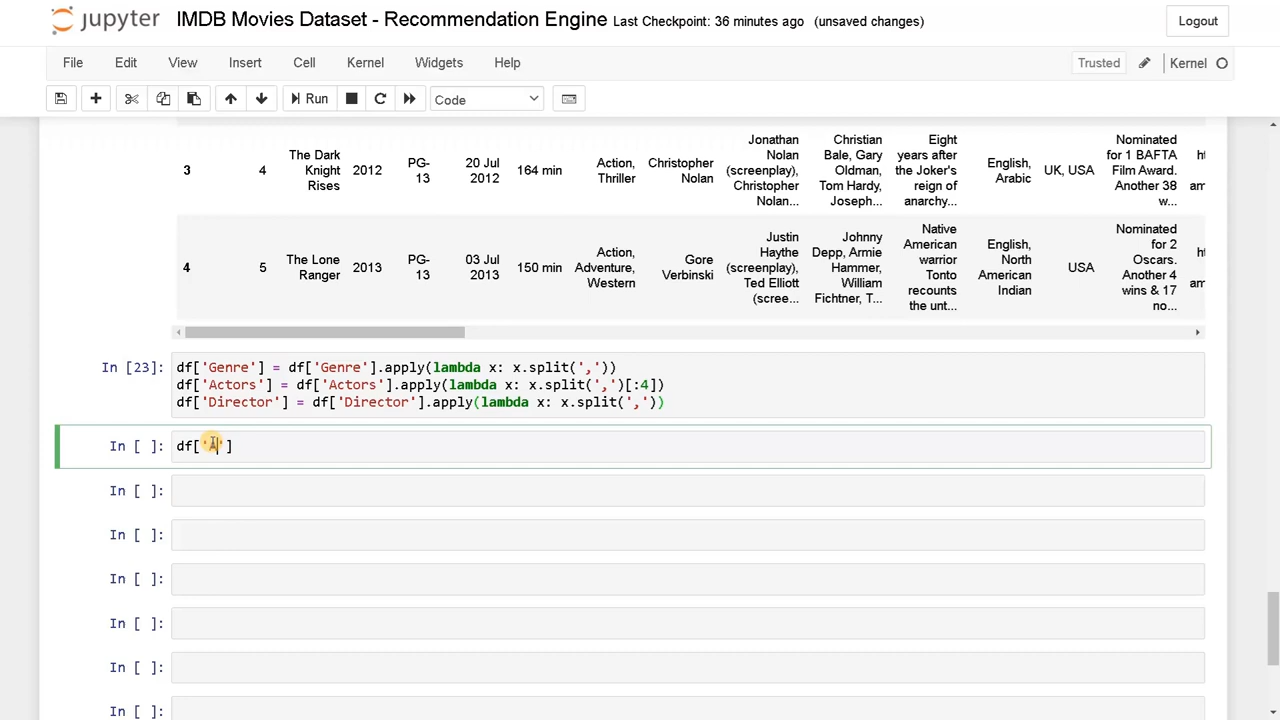 jupyter IMDB Movies Dataset - Recommendation Engine Last Checkpoint: 36 minutes ago (unsaved changes) Logout
File Edit View Insert Cell Kernel Widgets Help Trusted Kernel
Run Code
3 4 The Dark Knight Rises 2012 PG-13 20 Jul 2012 164 min Action, Thriller Christopher Nolan Jonathan Nolan (screenplay), Christopher Nolan... Christian Bale, Gary Oldman, Tom Hardy, Joseph... Eight years after the Joker's reign of anarchy... English, Arabic UK, USA Nominated for 1 BAFTA Film Award. Another 38 w... ht am
4 5 The Lone Ranger 2013 PG-13 03 Jul 2013 150 min Action, Adventure, Western Gore Verbinski Justin Haythe (screenplay), Ted Elliott (scree... Johnny Depp, Armie Hammer, William Fichtner, T... Native American warrior Tonto recounts the unt... English, North American Indian USA Nominated for 2 Oscars. Another 4 wins & 17 no... ht am
In [23]: df['Genre'] = df['Genre'].apply(lambda x: x.split(','))
df['Actors'] = df['Actors'].apply(lambda x: x.split(',')[:4])
df['Director'] = df['Director'].apply(lambda x: x.split(','))
In [ ]: df['A']
In [ ]:
In [ ]:
In [ ]:
In [ ]:
In [ ]:
In [ ]: